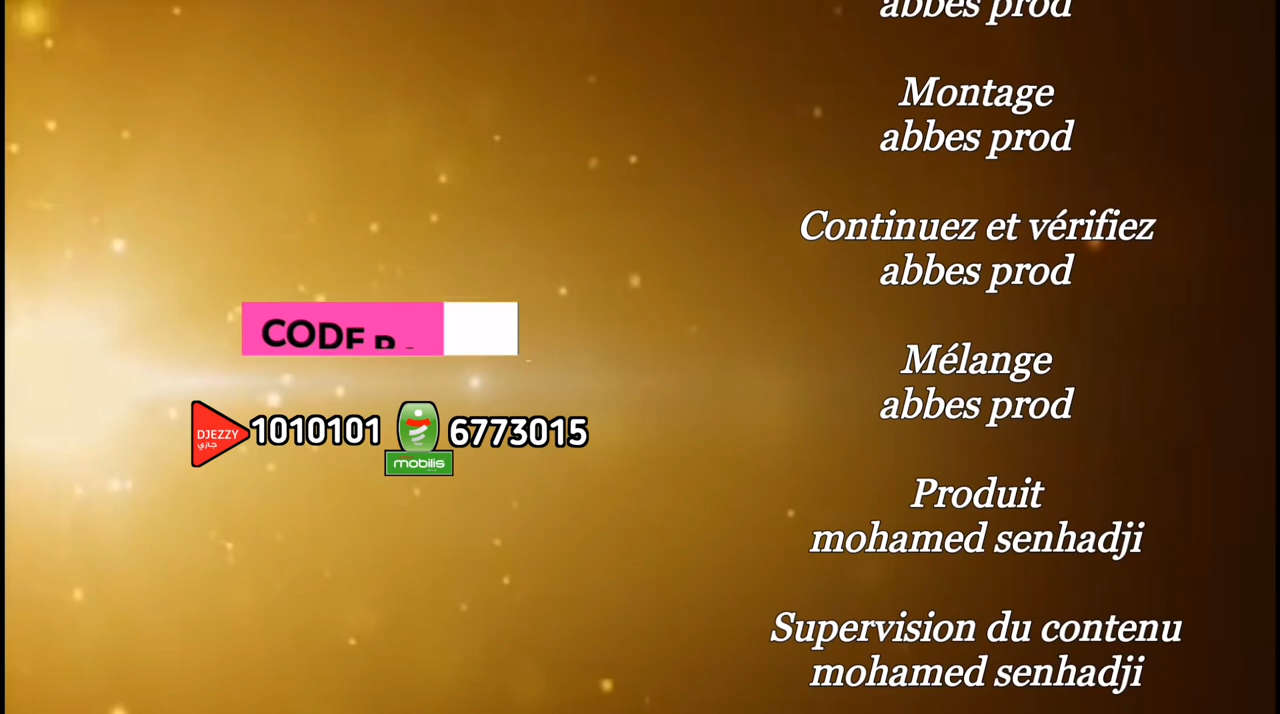 abbes prod
Montage
abbes prod
Continuez et vérifiez
abbes prod
Mélange
abbes prod
Produit
mohamed senhadji
Supervision du contenu
mohamed senhadji
CODE
DJEZZY
جازي
1010101
mobilis
6773015